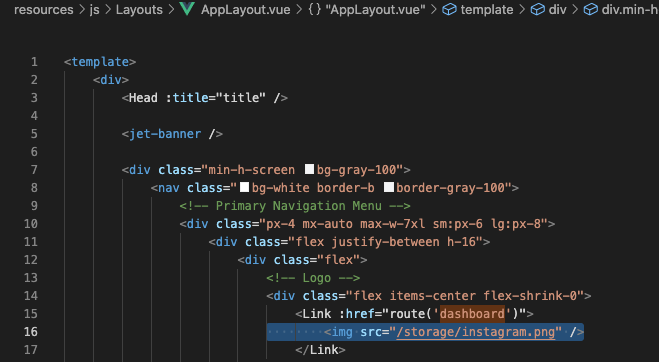 resources > js > Layouts > AppLayout.vue > {} "AppLayout.vue" > template > div > div.min-h
1 <template>
2 <div>
3 <Head :title="title" />
4
5 <jet-banner />
6
7 <div class="min-h-screen bg-gray-100">
8 <nav class="bg-white border-b border-gray-100">
9 <!-- Primary Navigation Menu -->
10 <div class="px-4 mx-auto max-w-7xl sm:px-6 lg:px-8">
11 <div class="flex justify-between h-16">
12 <div class="flex">
13 <!-- Logo -->
14 <div class="flex items-center flex-shrink-0">
15 <Link :href="route('dashboard')">
16 <img src="/storage/instagram.png" />
17 </Link>